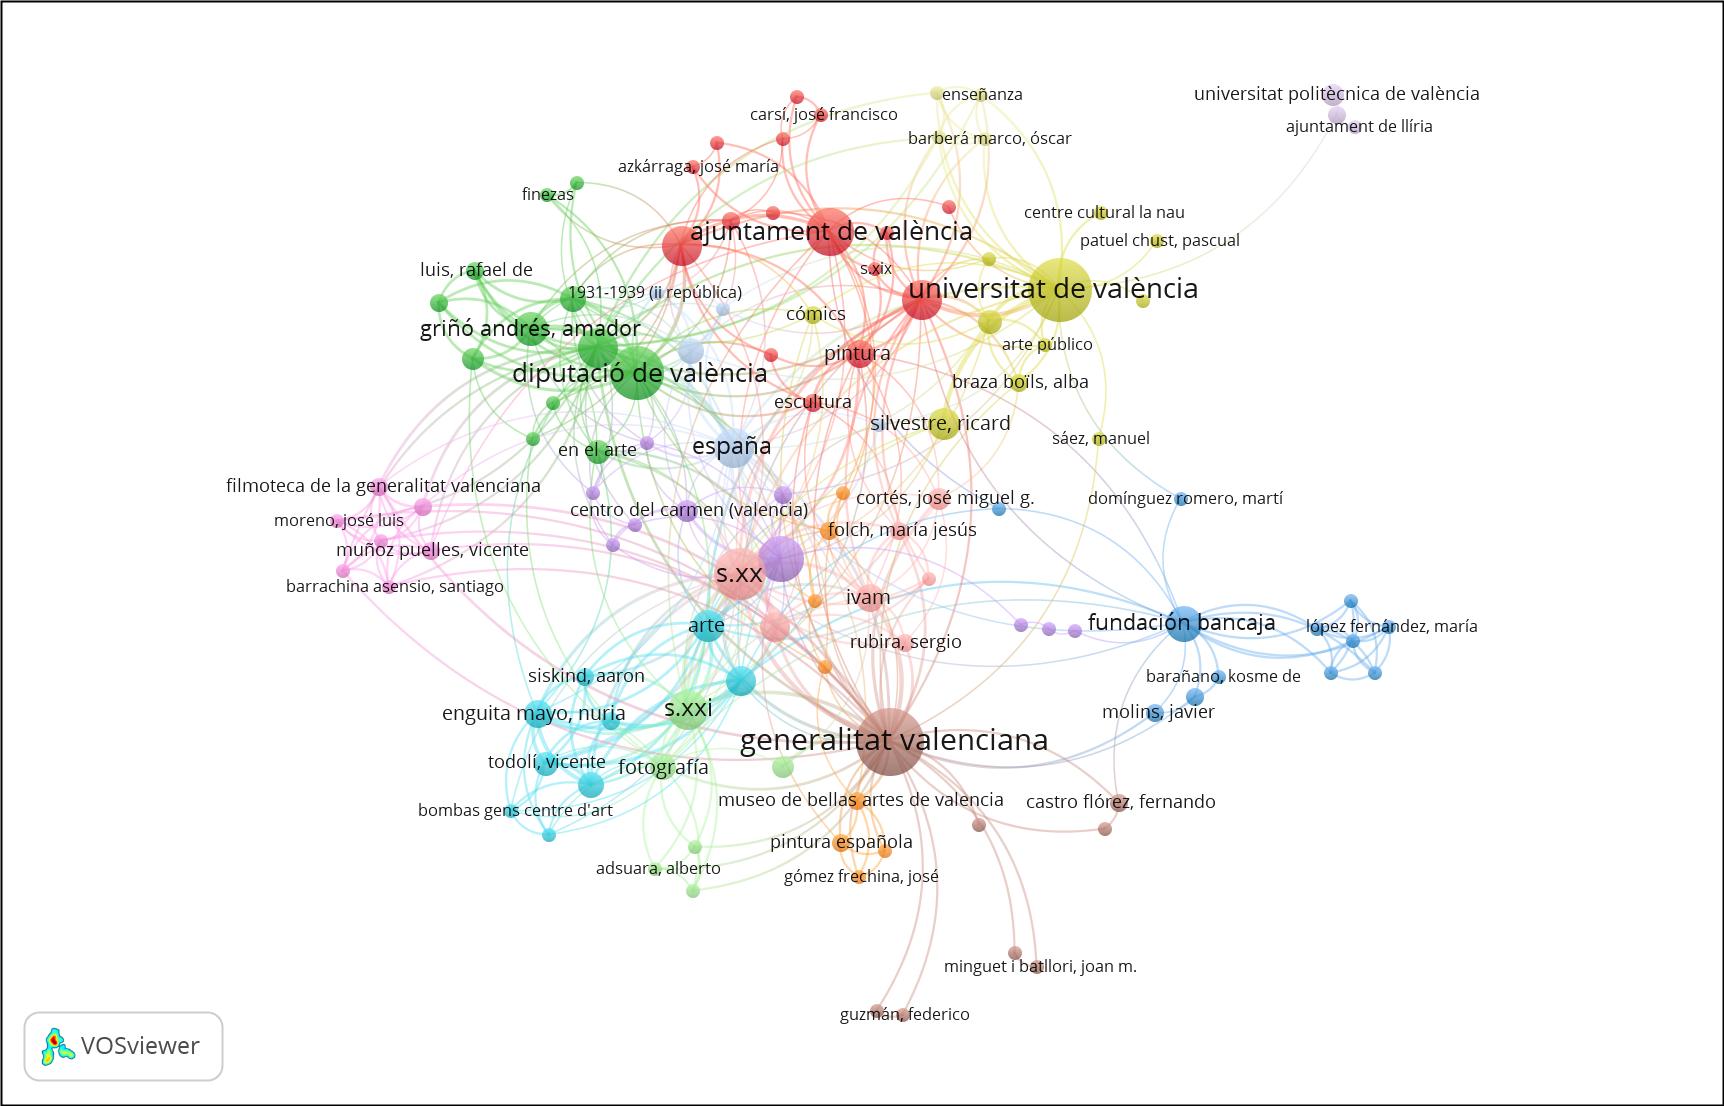 enseñanza
universitat politècnica de valència
carsí, josé francisco
ajuntament de llíria
barberá marco, óscar
azkárraga, josé maría
finezas
centre cultural la nau
ajuntament de valència
patuel chust, pascual
luis, rafael de
s.xix
universitat de valència
1931-1939 (ii república)
cómics
griñó andrés, amador
arte público
pintura
diputació de valència
braza boïls, alba
escultura
silvestre, ricard
sáez, manuel
españa
en el arte
filmoteca de la generalitat valenciana
cortés, josé miguel g.
domínguez romero, martí
centro del carmen (valencia)
moreno, josé luis
folch, maría jesús
muñoz puelles, vicente
s.xx
barrachina asensio, santiago
ivam
fundación bancaja
arte
lópez fernández, maría
rubira, sergio
siskind, aaron
barañano, kosme de
s.xxi
enguita mayo, nuria
molins, javier
generalitat valenciana
todolí, vicente
fotografía
museo de bellas artes de valencia
castro flórez, fernando
bombas gens centre d'art
pintura española
adsuara, alberto
gómez frechina, josé
minguet i batllori, joan m.
guzmán, federico
VOSviewer